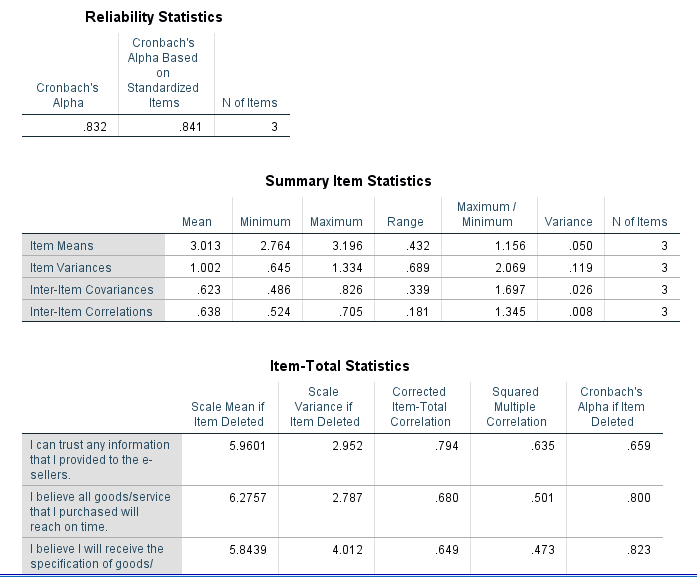 Reliability Statistics
Cronbach's Alpha | Cronbach's Alpha Based on Standardized Items | N of Items
.832 | .841 | 3
Summary Item Statistics
Mean | Minimum | Maximum | Range | Maximum / Minimum | Variance | N of Items
Item Means | 3.013 | 2.764 | 3.196 | .432 | 1.156 | .050 | 3
Item Variances | 1.002 | .645 | 1.334 | .689 | 2.069 | .119 | 3
Inter-Item Covariances | .623 | .486 | .826 | .339 | 1.697 | .026 | 3
Inter-Item Correlations | .638 | .524 | .705 | .181 | 1.345 | .008 | 3
Item-Total Statistics
Scale Mean if Item Deleted | Scale Variance if Item Deleted | Corrected Item-Total Correlation | Squared Multiple Correlation | Cronbach's Alpha if Item Deleted
I can trust any information | 5.9601 | 2.952 | .794 | .635 | .659
that I provided to the e-
sellers.
I believe all goods/service | 6.2757 | 2.787 | .680 | .501 | .800
that I purchased will
reach on time.
I believe I will receive the | 5.8439 | 4.012 | .649 | .473 | .823
specification of goods/